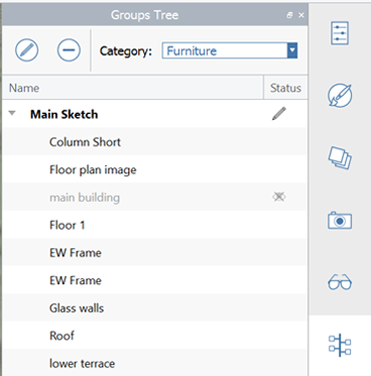 Groups Tree
Category: Furniture
Name Status
Main Sketch
Column Short
Floor plan image
main building
Floor 1
EW Frame
EW Frame
Glass walls
Roof
lower terrace